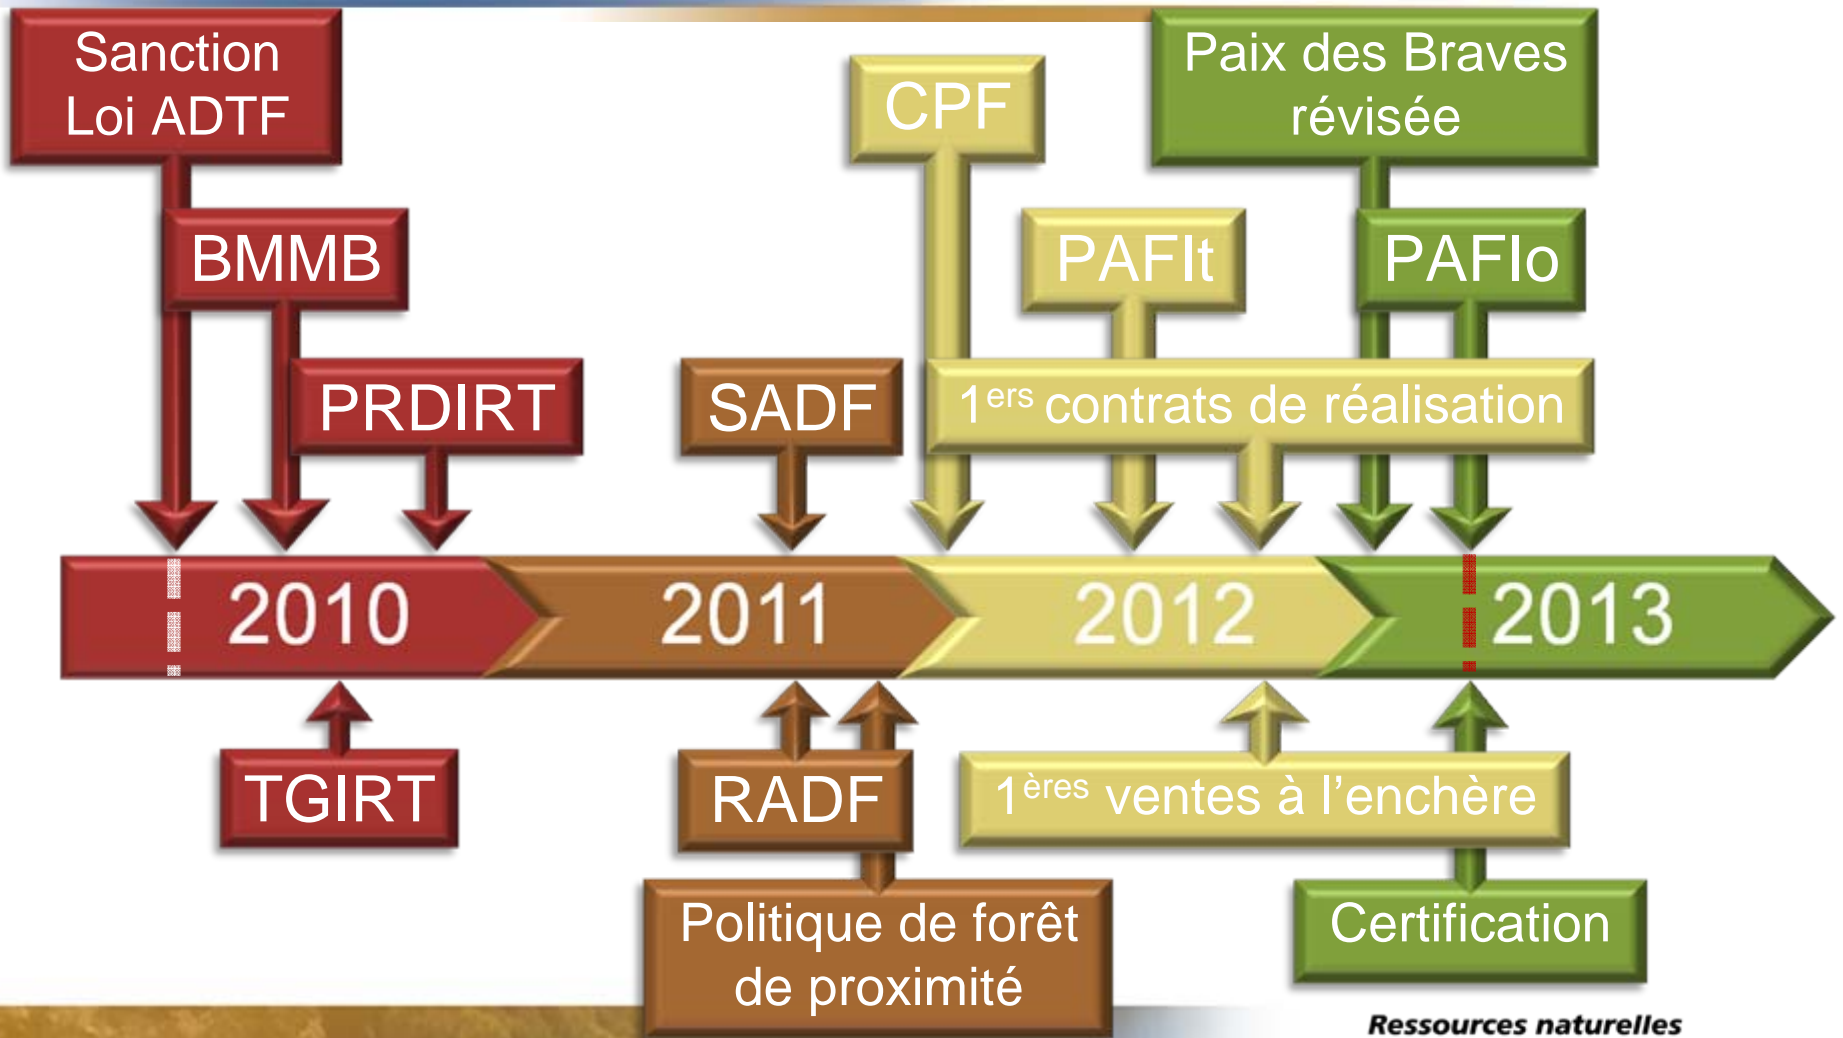 Sanction
Loi ADTF
CPF
Paix des Braves
révisée
BMMB
PAFIt
PAFIo
PRDIRT
SADF
1ers contrats de réalisation
2010
2011
2012
2013
TGIRT
RADF
1ères ventes à l’enchère
Politique de forêt
de proximité
Certification
Ressources naturelles